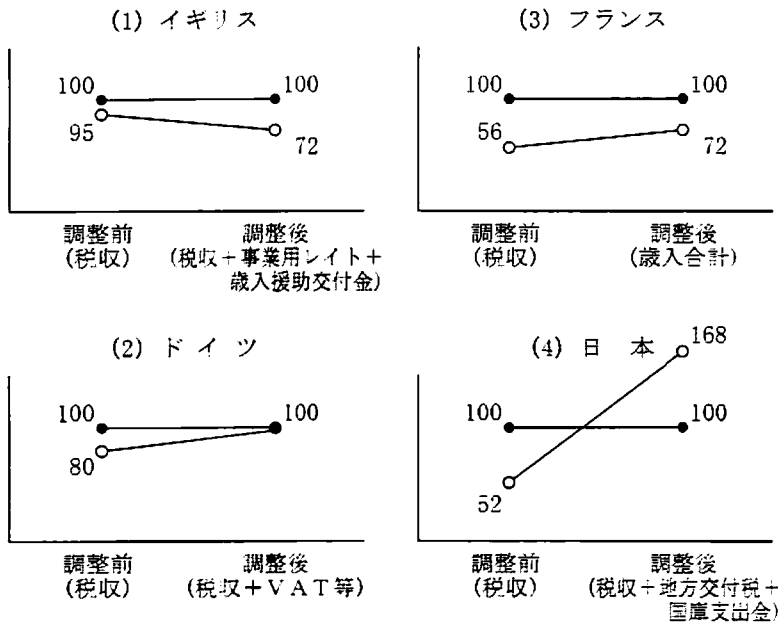 (1) イギリス
100
100
95
72
調整前
(税収)
調整後
(税収+事業用レイト+
歳入援助交付金)
(3) フランス
100
100
56
72
調整前
(税収)
調整後
(歳入合計)
(2) ドイツ
100
100
80
調整前
(税収)
調整後
(税収+VAT等)
(4) 日 本
168
100
100
52
調整前
(税収)
調整後
(税収+地方交付税+
国庫支出金)